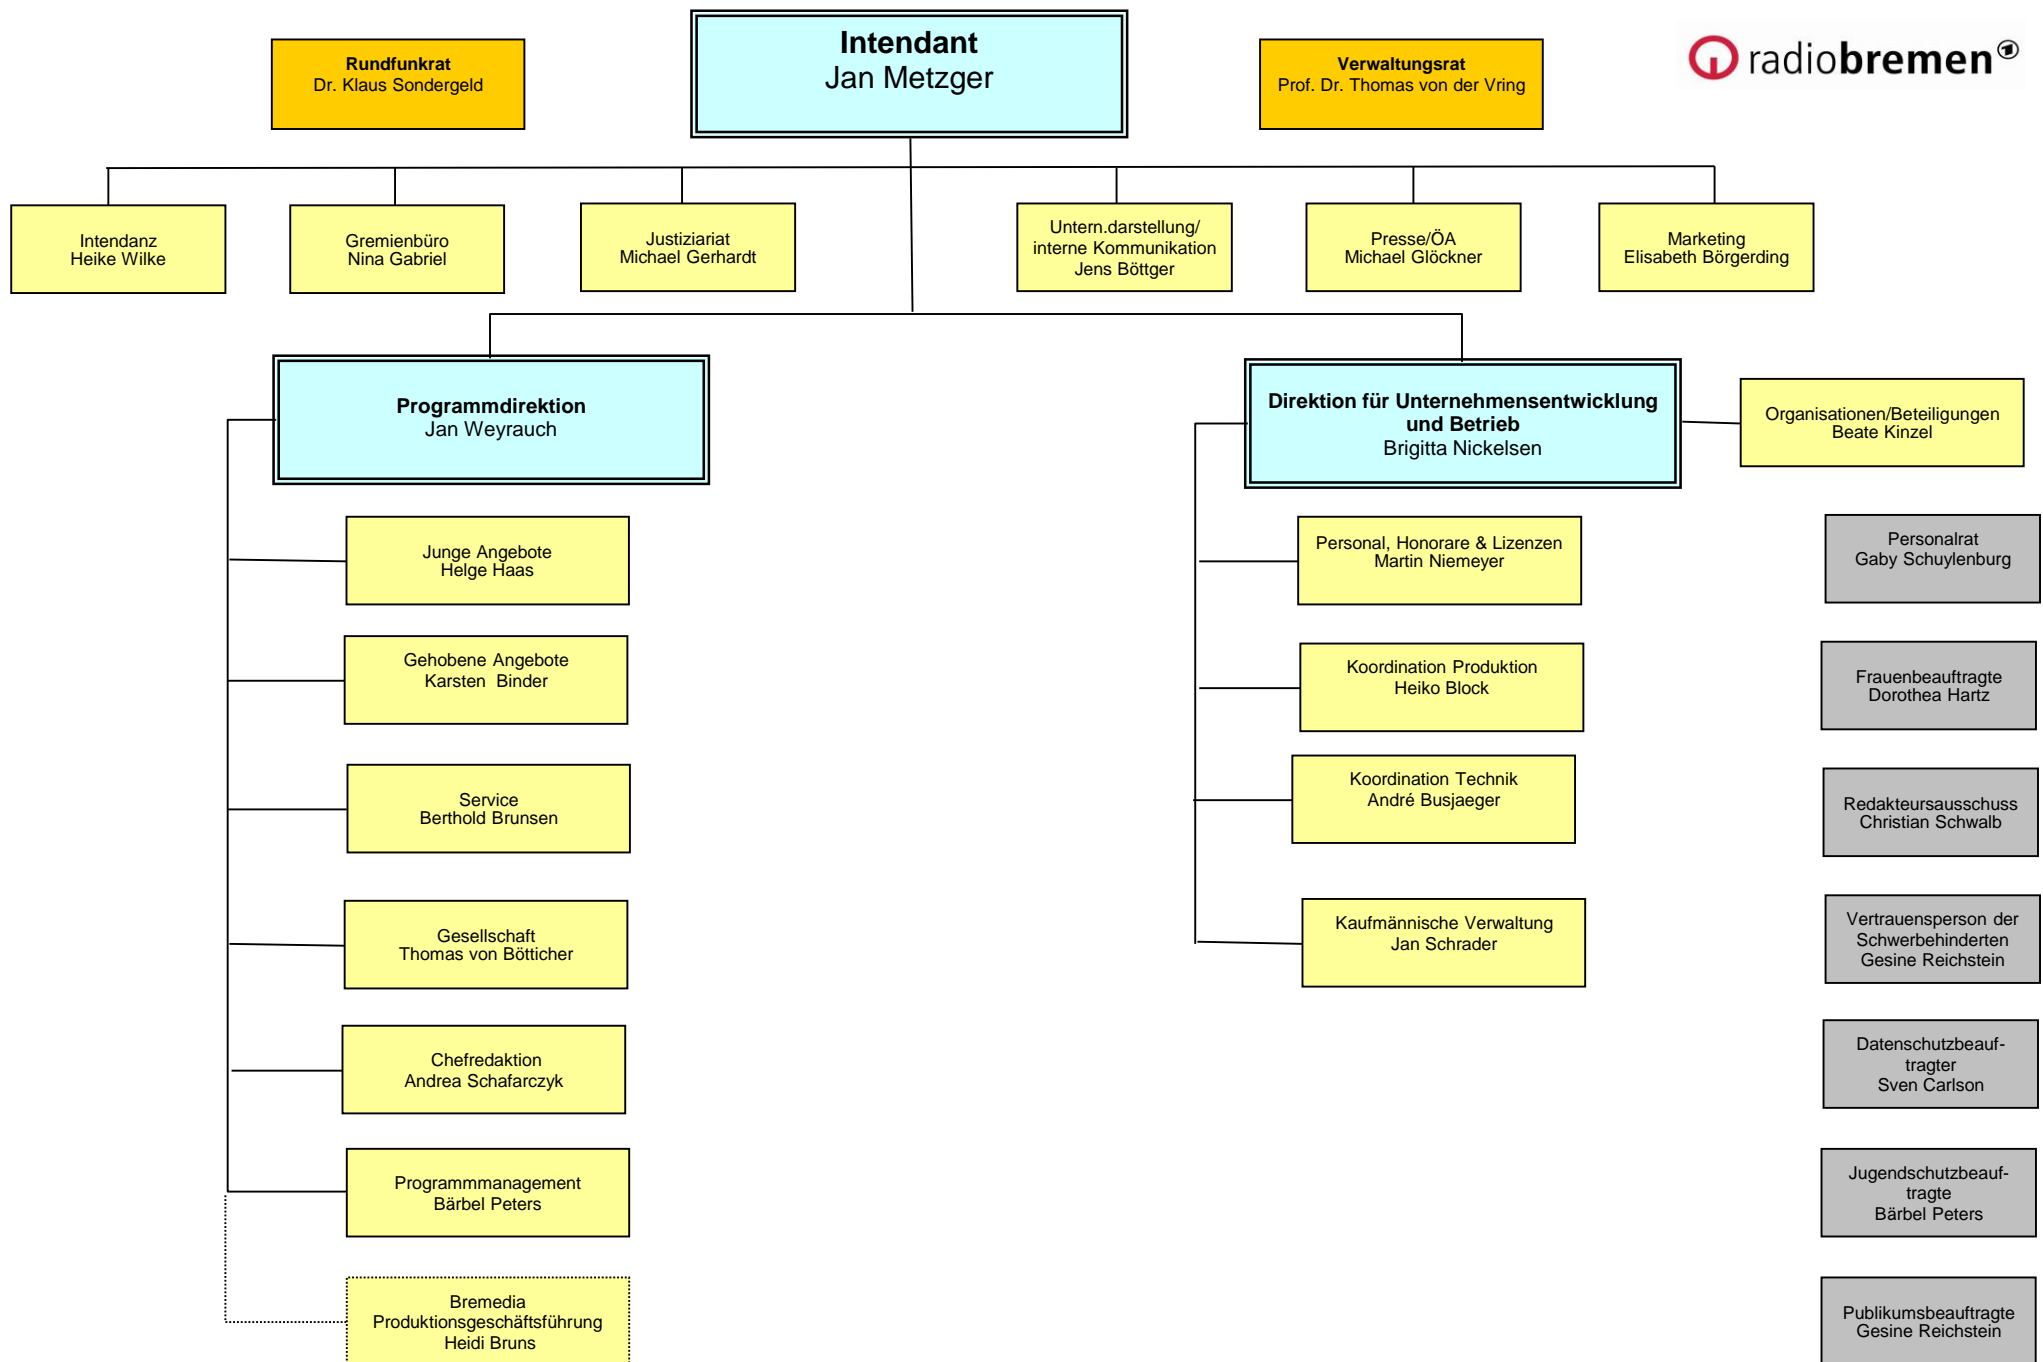 Intendant
Jan Metzger
Rundfunkrat
Dr. Klaus Sondergeld
Verwaltungsrat
Prof. Dr. Thomas von der Vring
radiobremen
Intendanz
Heike Wilke
Gremienbüro
Nina Gabriel
Justiziariat
Michael Gerhardt
Untern.darstellung/
interne Kommunikation
Jens Böttger
Presse/ÖA
Michael Glöckner
Marketing
Elisabeth Börgerding
Programmdirektion
Jan Weyrauch
Direktion für Unternehmensentwicklung
und Betrieb
Brigitta Nickelsen
Organisationen/Beteiligungen
Beate Kinzel
Junge Angebote
Helge Haas
Gehobene Angebote
Karsten Binder
Service
Berthold Brunsen
Gesellschaft
Thomas von Bötticher
Chefredaktion
Andrea Schafarczyk
Programmmanagement
Bärbel Peters
Bremedia
Produktionsgeschäftsführung
Heidi Bruns
Personal, Honorare & Lizenzen
Martin Niemeyer
Koordination Produktion
Heiko Block
Koordination Technik
André Busjaeger
Kaufmännische Verwaltung
Jan Schrader
Personalrat
Gaby Schuylenburg
Frauenbeauftragte
Dorothea Hartz
Redakteursausschuss
Christian Schwalb
Vertrauensperson der
Schwerbehinderten
Gesine Reichstein
Datenschutzbeauf-
tragter
Sven Carlson
Jugendschutzbeauf-
tragte
Bärbel Peters
Publikumsbeauftragte
Gesine Reichstein